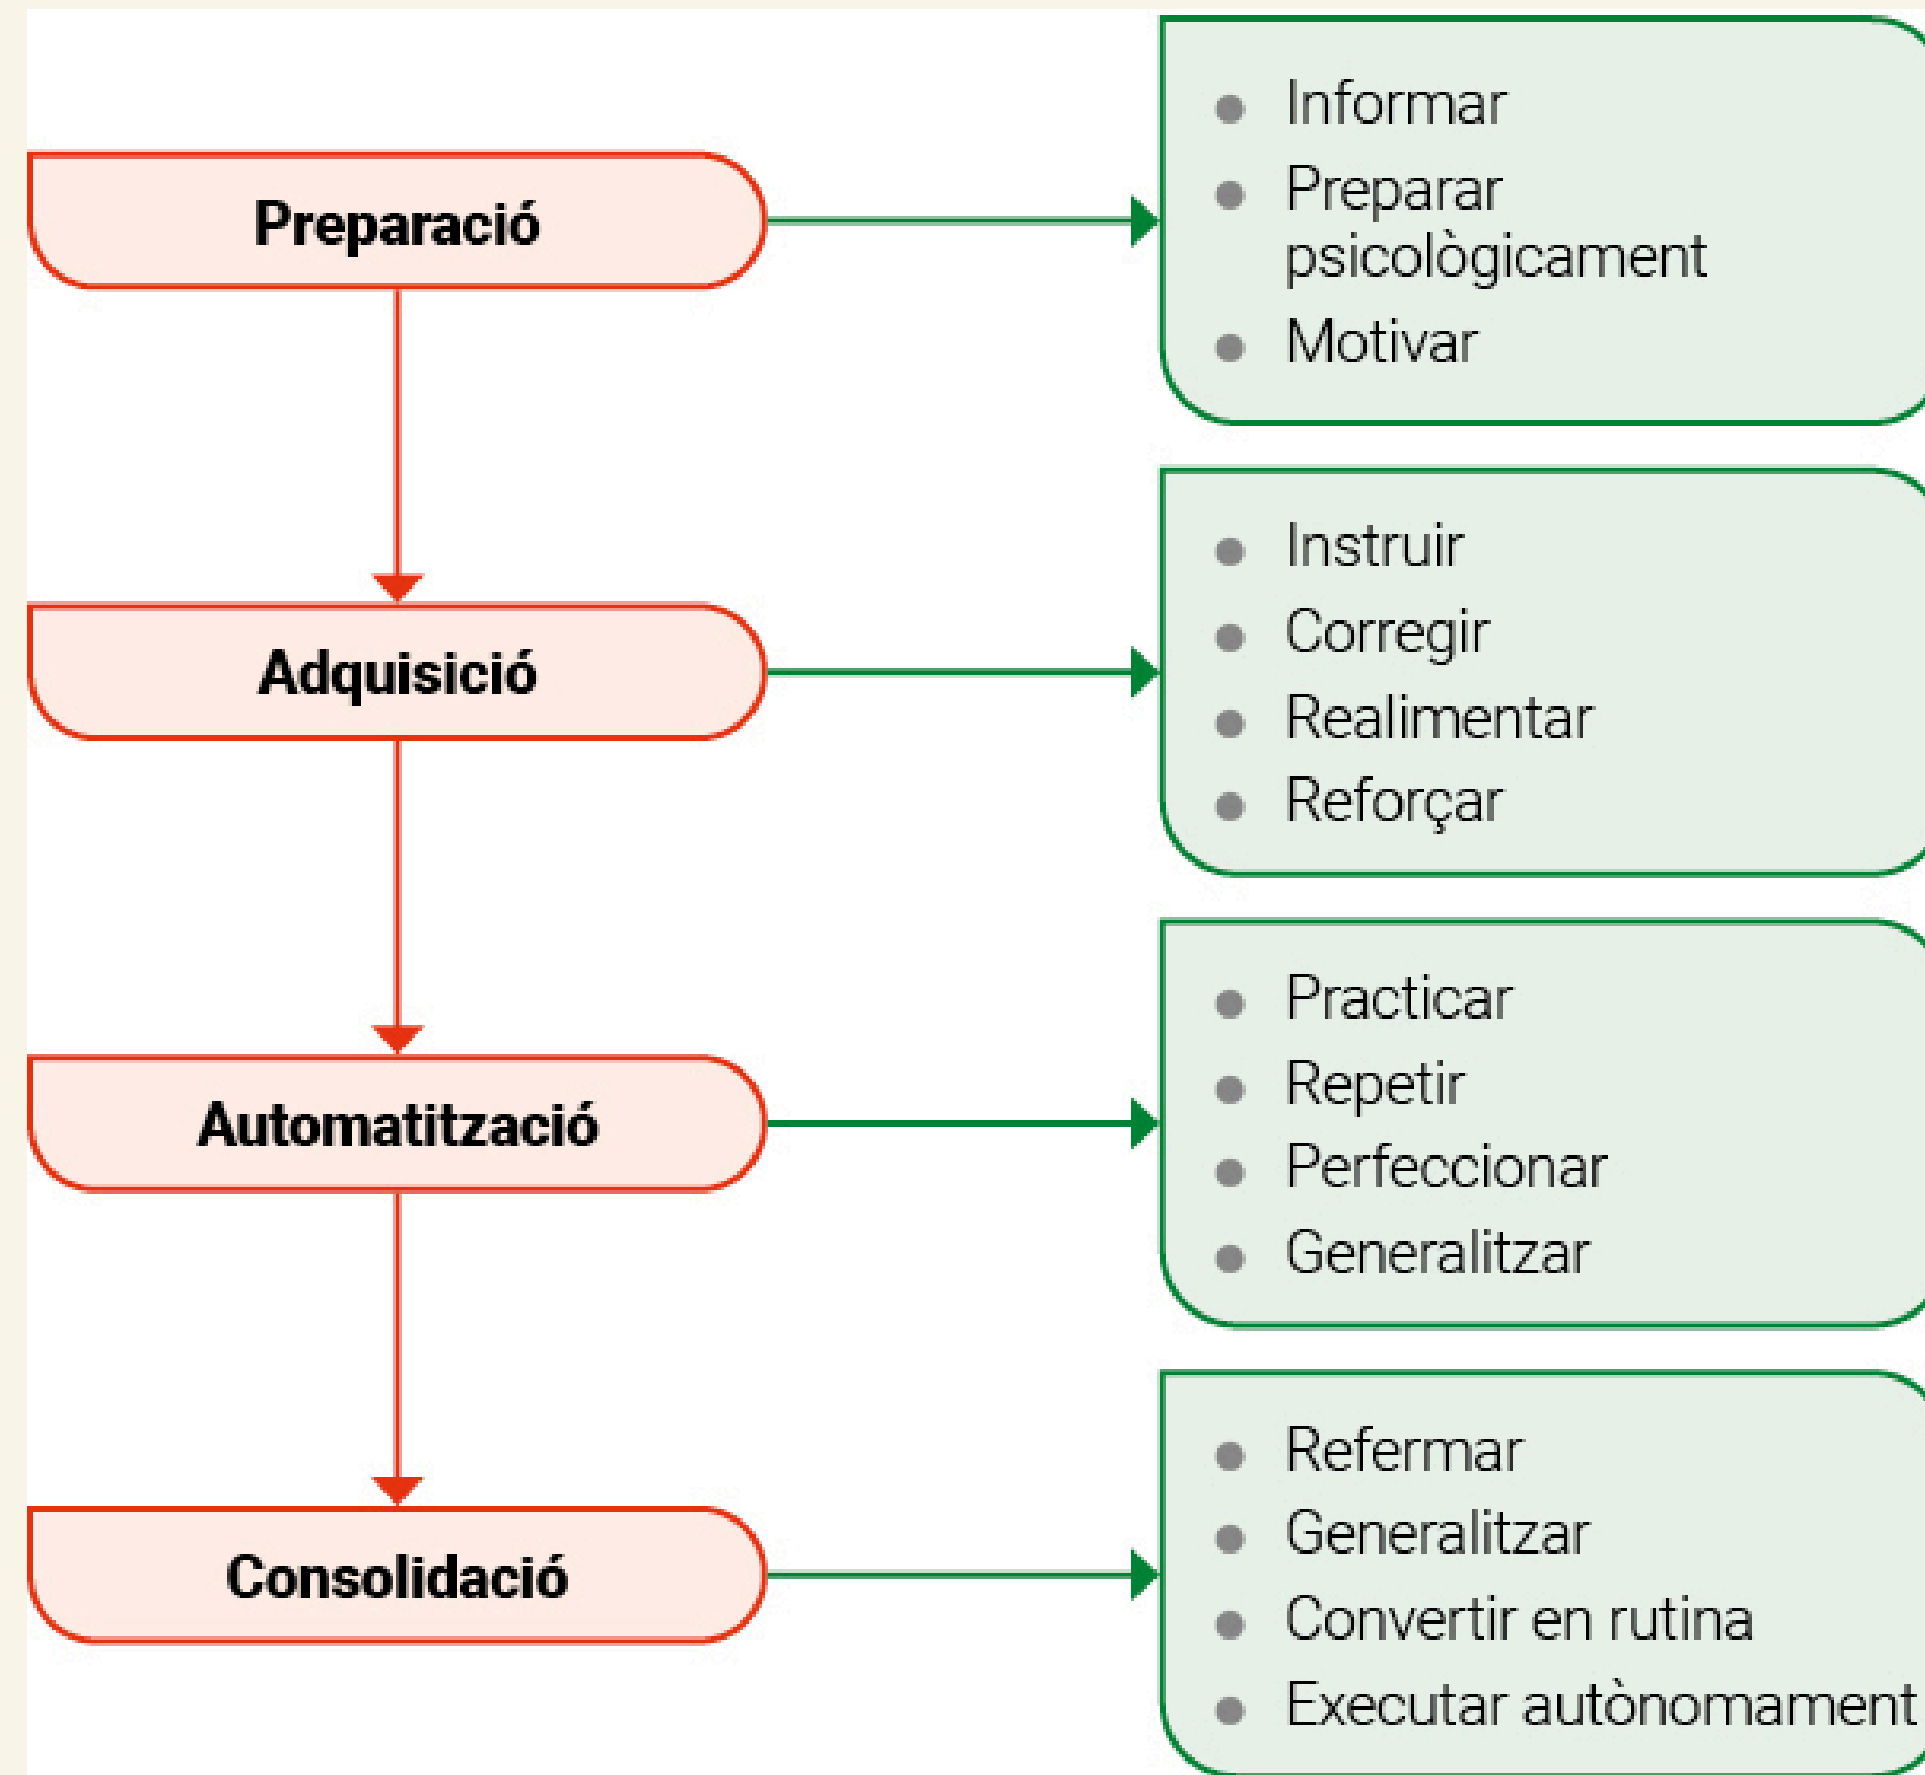 Preparació
Informar
Preparar
psicològicament
Motivar
Adquisició
Instruir
Corregir
Realimentar
Reforçar
Automatització
Practicar
Repetir
Perfeccionar
Generalitzar
Consolidació
Refermar
Generalitzar
Convertir en rutina
Executar autònomament